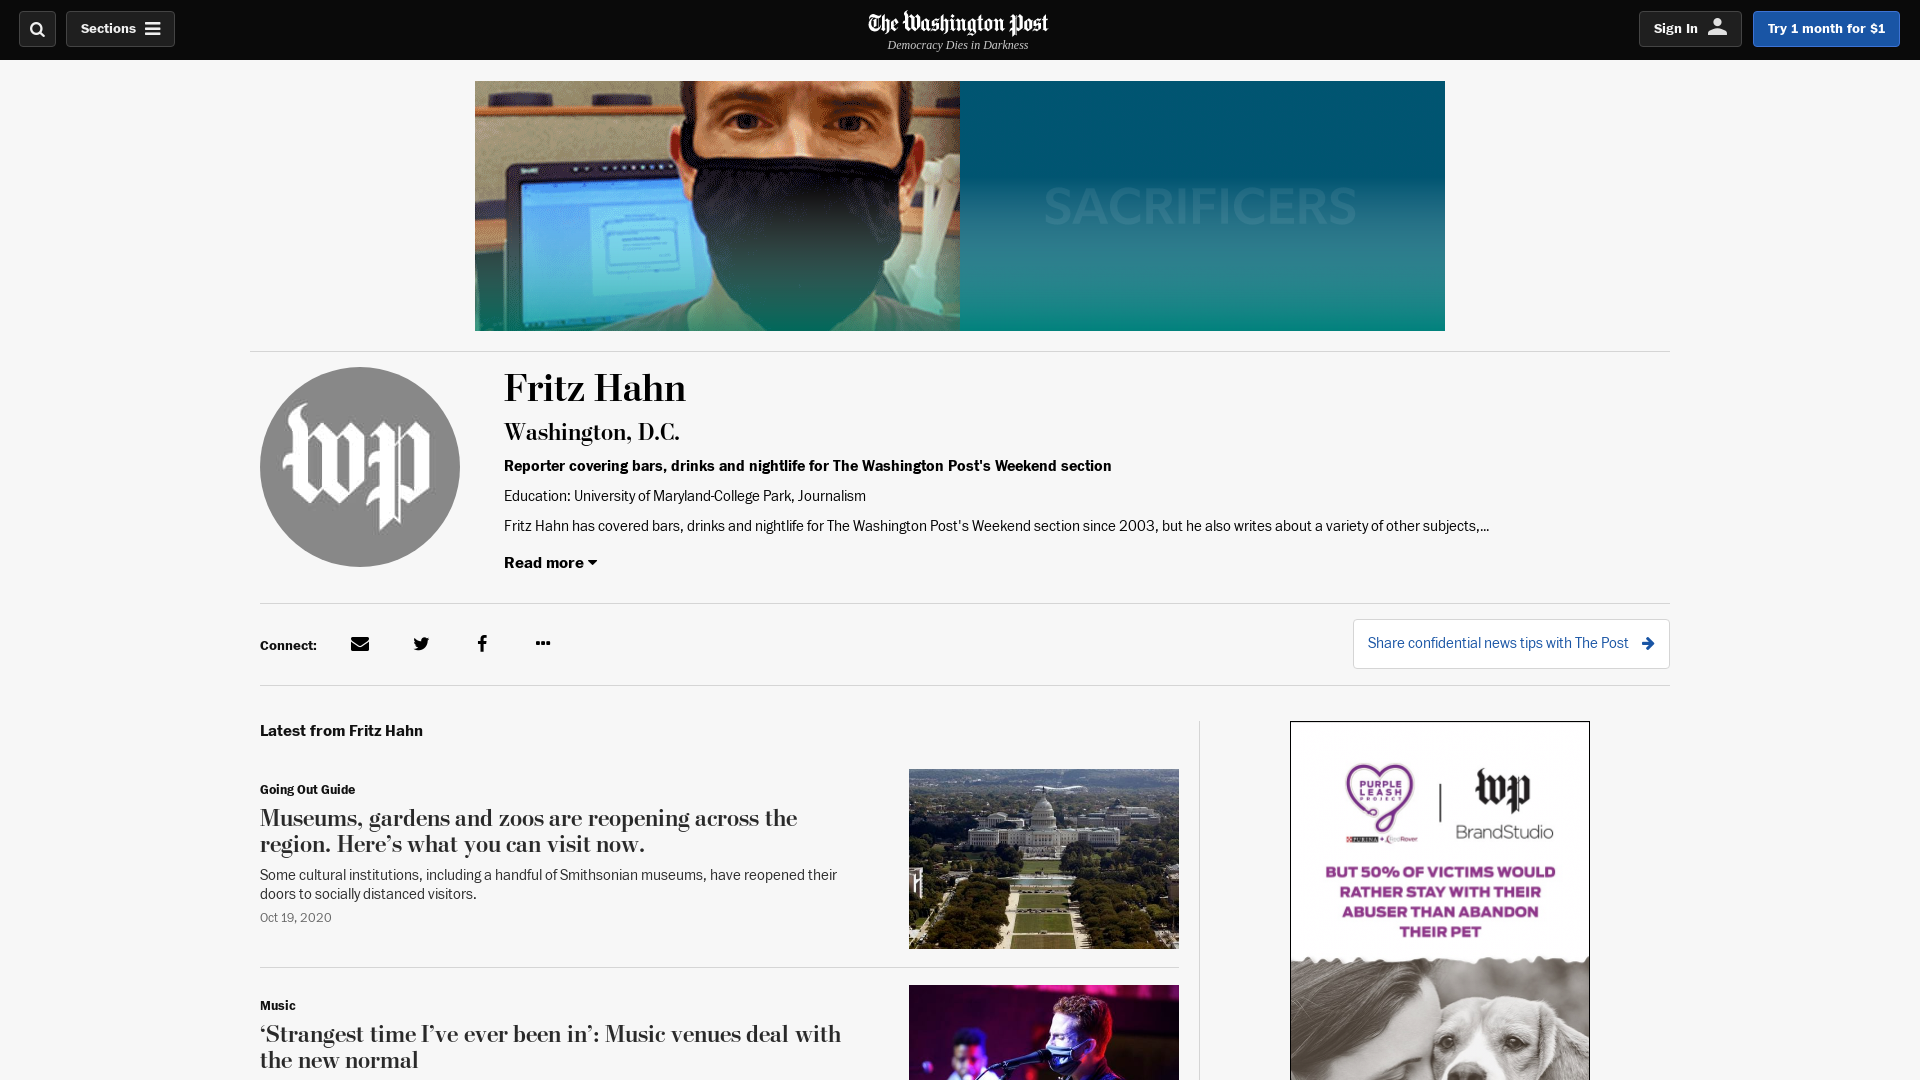 Sections
The Washington Post
Democracy Dies in Darkness
Sign In
Try 1 month for $1
SACRIFICERS
Fritz Hahn
Washington, D.C.
Reporter covering bars, drinks and nightlife for The Washington Post's Weekend section
Education: University of Maryland-College Park, Journalism
Fritz Hahn has covered bars, drinks and nightlife for The Washington Post's Weekend section since 2003, but he also writes about a variety of other subjects,...
Read more
Connect:
Share confidential news tips with The Post
Latest from Fritz Hahn
Going Out Guide
Museums, gardens and zoos are reopening across the
region. Here’s what you can visit now.
Some cultural institutions, including a handful of Smithsonian museums, have reopened their
doors to socially distanced visitors.
Oct 19, 2020
Music
‘Strangest time I’ve ever been in’: Music venues deal with
the new normal
wp
PURPLE
LEASH
PROJECT
PURINA + RedRover
wp
BrandStudio
BUT 50% OF VICTIMS WOULD
RATHER STAY WITH THEIR
ABUSER THAN ABANDON
THEIR PET